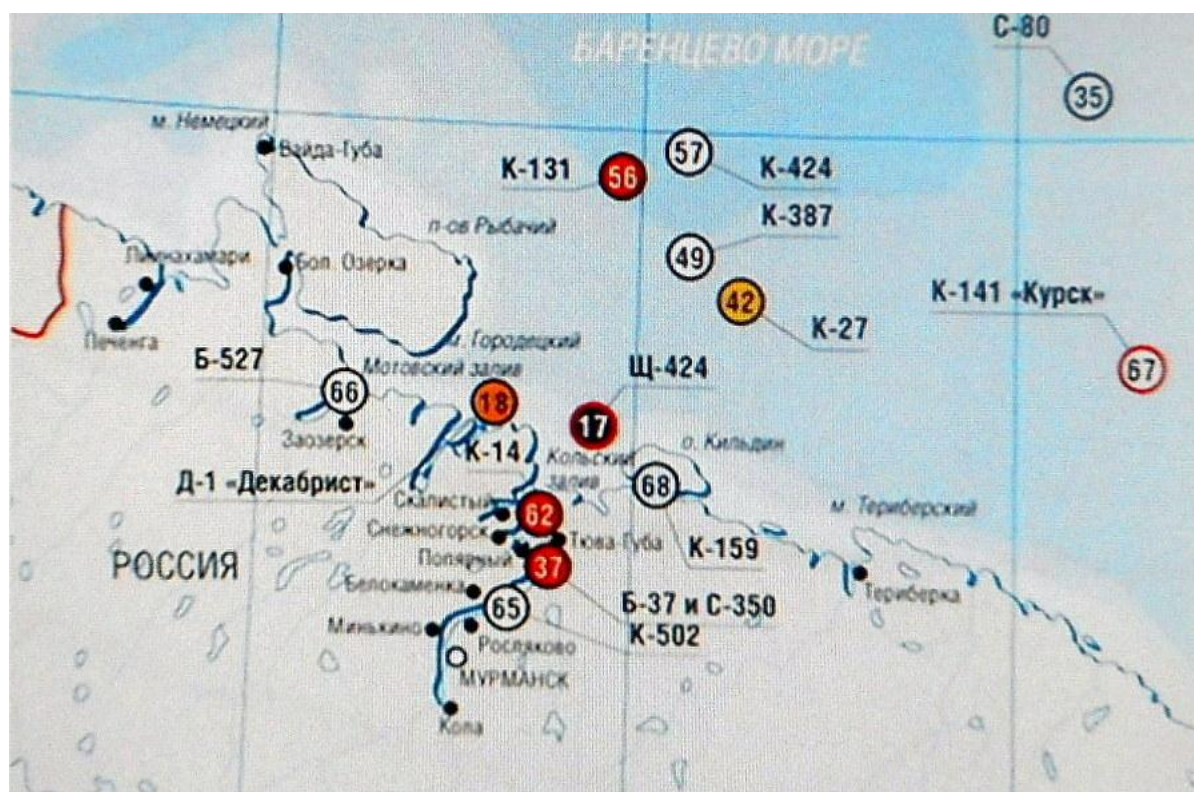 С-80
БАРЕНЦЕВО МОРЕ
35
м. Немецкий
Вайда-Губа
57
К-131
56
К-424
К-387
п-ов Рыбачий
49
Лиинахамари
Бол. Озерка
42
К-141 «Курск»
К-27
Печенга
м. Городецкий
Б-527
Мотовский залив
Щ-424
67
66
18
17
Заозерск
К-14
Кольский
залив
о. Кильдин
Д-1 «Декабрист»
68
Скалистый
62
м. Териберский
Снежногорск
Тюва-Губа
К-159
РОССИЯ
Полярный
37
Белокаменка
Териберка
65
Б-37 и С-350
Минькино
К-502
Росляково
МУРМАНСК
Кола